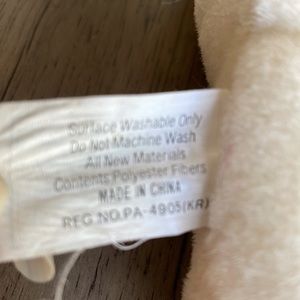 Surface Washable Only
Do Not Machine Wash
All New Materials
Contents Polyester Fibers
MADE IN CHINA
REG NO.PA-4905(KR)